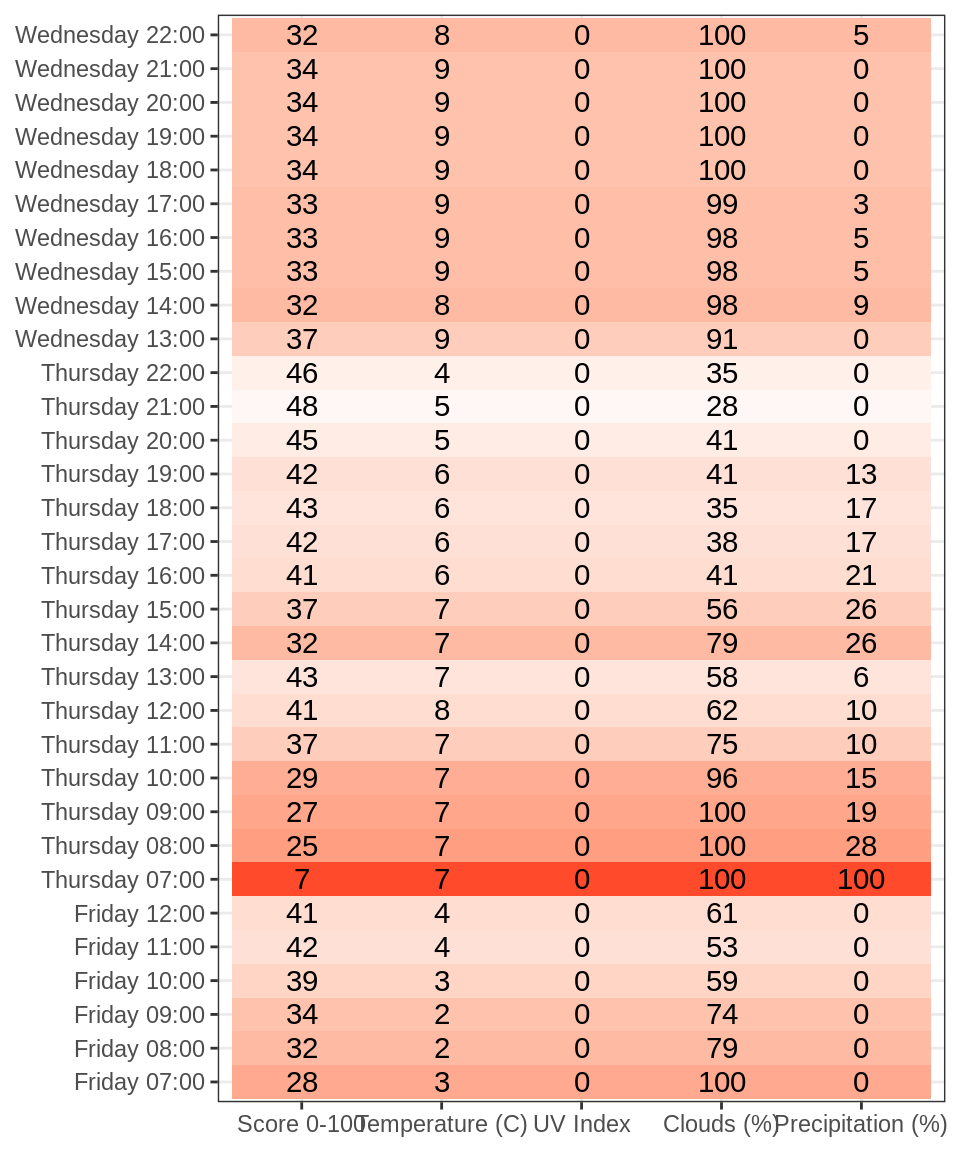 Wednesday 22:00 32 8 0 100 5
Wednesday 21:00 34 9 0 100 0
Wednesday 20:00 34 9 0 100 0
Wednesday 19:00 34 9 0 100 0
Wednesday 18:00 34 9 0 100 0
Wednesday 17:00 33 9 0 99 3
Wednesday 16:00 33 9 0 98 5
Wednesday 15:00 33 9 0 98 5
Wednesday 14:00 32 8 0 98 9
Wednesday 13:00 37 9 0 91 0
Thursday 22:00 46 4 0 35 0
Thursday 21:00 48 5 0 28 0
Thursday 20:00 45 5 0 41 0
Thursday 19:00 42 6 0 41 13
Thursday 18:00 43 6 0 35 17
Thursday 17:00 42 6 0 38 17
Thursday 16:00 41 6 0 41 21
Thursday 15:00 37 7 0 56 26
Thursday 14:00 32 7 0 79 26
Thursday 13:00 43 7 0 58 6
Thursday 12:00 41 8 0 62 10
Thursday 11:00 37 7 0 75 10
Thursday 10:00 29 7 0 96 15
Thursday 09:00 27 7 0 100 19
Thursday 08:00 25 7 0 100 28
Thursday 07:00 7 7 0 100 100
Friday 12:00 41 4 0 61 0
Friday 11:00 42 4 0 53 0
Friday 10:00 39 3 0 59 0
Friday 09:00 34 2 0 74 0
Friday 08:00 32 2 0 79 0
Friday 07:00 28 3 0 100 0
Score 0-100 Temperature (C) UV Index Clouds (%) Precipitation (%)